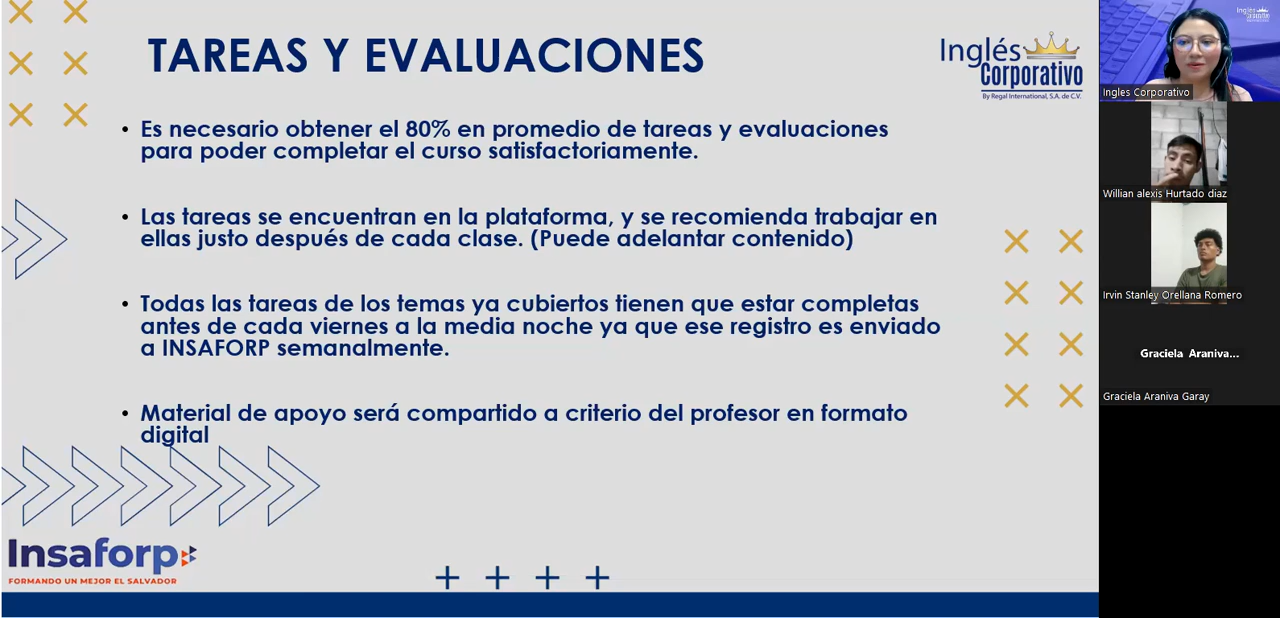 TAREAS Y EVALUACIONES
Inglés
Corporativo
By Regal International, S.A. de C.V.
• Es necesario obtener el 80% en promedio de tareas y evaluaciones
para poder completar el curso satisfactoriamente.
• Las tareas se encuentran en la plataforma, y se recomienda trabajar en
ellas justo después de cada clase. (Puede adelantar contenido)
• Todas las tareas de los temas ya cubiertos tienen que estar completas
antes de cada viernes a la media noche ya que ese registro es enviado
a INSAFORP semanalmente.
• Material de apoyo será compartido a criterio del profesor en formato
digital
Insaforp
FORMANDO UN MEJOR EL SALVADOR
Ingles Corporativo
Willian alexis Hurtado diaz
Irvin Stanley Orellana Romero
Graciela Araniva...
Graciela Araniva Garay